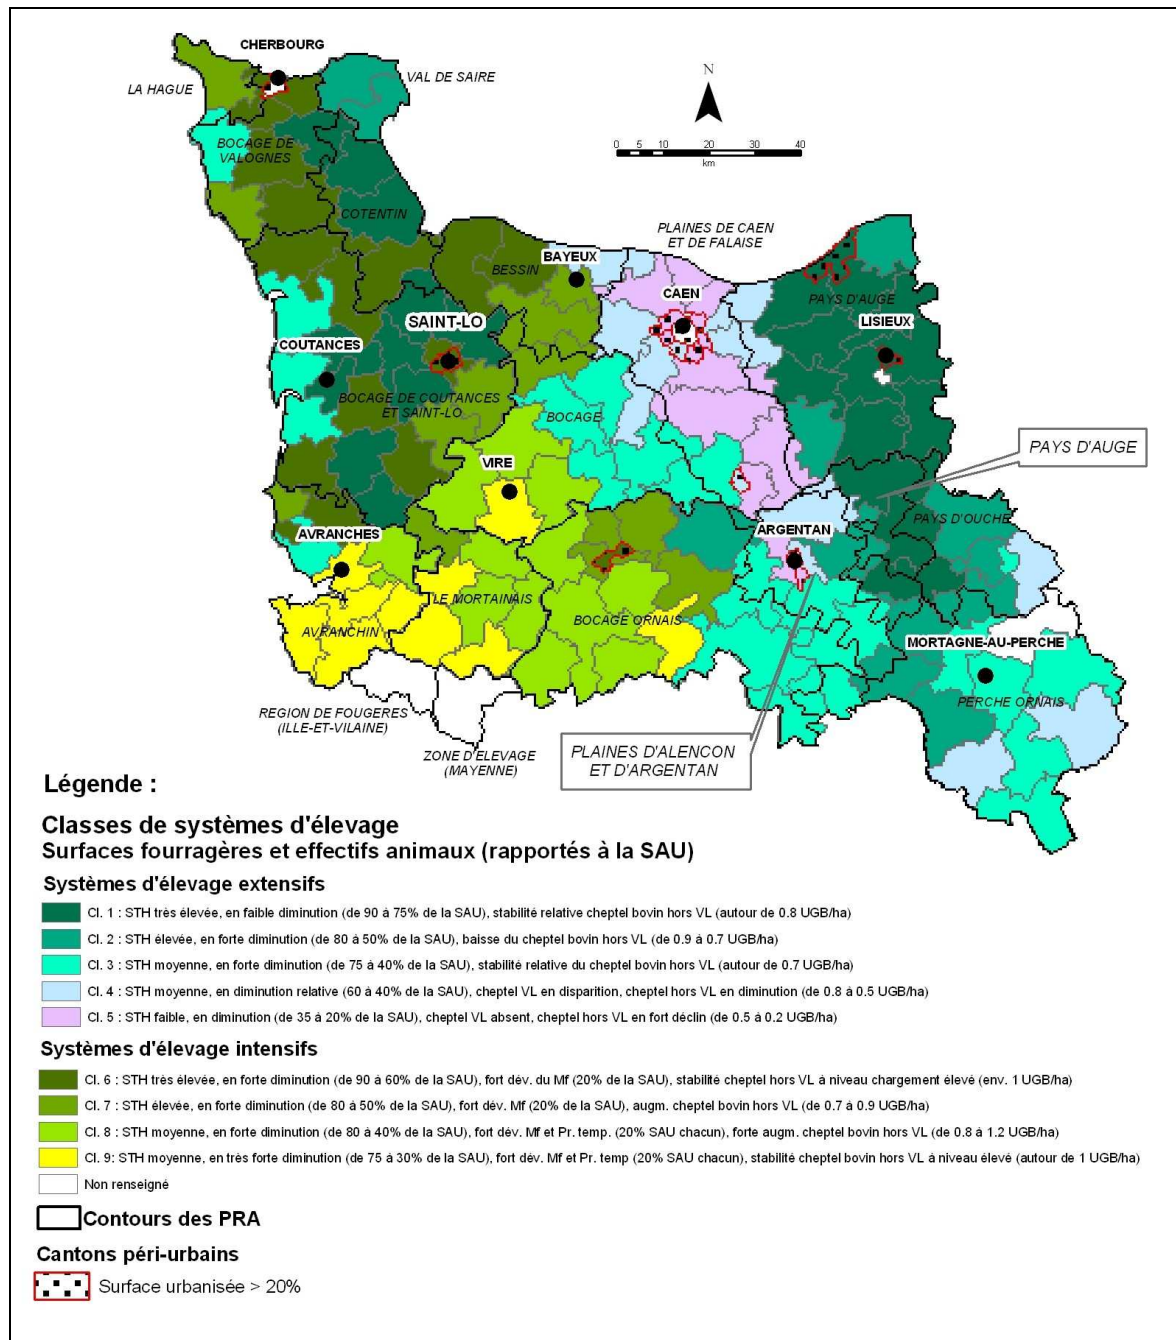 CHERBOURG
LA HAGUE
VAL DE SAIRE
N
0 5 10 20 30 40
km
BOCAGE DE
VALOGNES
COTENTIN
PLAINES DE CAEN
ET DE FALAISE
BAYEUX
BESSIN
CAEN
PAYS D'AUGE
SAINT-LO
LISIEUX
COUTANCES
BOCAGE DE COUTANCES
ET SAINT-LO
BOCAGE
PAYS D'AUGE
VIRE
PAYS D'OUCHE
AVRANCHES
ARGENTAN
LE MORTAINAIS
AVRANCHIN
BOCAGE ORNAIS
MORTAGNE-AU-PERCHE
PERCHE ORNAIS
REGION DE FOUGERES
(ILLE-ET-VILAINE)
ZONE D'ELEVAGE
(MAYENNE)
PLAINES D'ALENCON
ET D'ARGENTAN
Légende :
Classes de systèmes d'élevage
Surfaces fourragères et effectifs animaux (rapportés à la SAU)
Systèmes d'élevage extensifs
Cl. 1 : STH très élevée, en faible diminution (de 90 à 75% de la SAU), stabilité relative cheptel bovin hors VL (autour de 0.8 UGB/ha)
Cl. 2 : STH élevée, en forte diminution (de 80 à 50% de la SAU), baisse du cheptel bovin hors VL (de 0.9 à 0.7 UGB/ha)
Cl. 3 : STH moyenne, en forte diminution (de 75 à 40% de la SAU), stabilité relative du cheptel bovin hors VL (autour de 0.7 UGB/ha)
Cl. 4 : STH moyenne, en diminution relative (60 à 40% de la SAU), cheptel VL en disparition, cheptel hors VL en diminution (de 0.8 à 0.5 UGB/ha)
Cl. 5 : STH faible, en diminution (de 35 à 20% de la SAU), cheptel VL absent, cheptel hors VL en fort déclin (de 0.5 à 0.2 UGB/ha)
Systèmes d'élevage intensifs
Cl. 6 : STH très élevée, en forte diminution (de 90 à 60% de la SAU), fort dév. du Mf (20% de la SAU), stabilité cheptel hors VL à niveau chargement élevé (env. 1 UGB/ha)
Cl. 7 : STH élevée, en forte diminution (de 80 à 50% de la SAU), fort dév. Mf (20% de la SAU), augm. cheptel bovin hors VL (de 0.7 à 0.9 UGB/ha)
Cl. 8 : STH moyenne, en forte diminution (de 80 à 40% de la SAU), fort dév. Mf et Pr. temp. (20% SAU chacun), forte augm. cheptel bovin hors VL (de 0.8 à 1.2 UGB/ha)
Cl. 9: STH moyenne, en très forte diminution (de 75 à 30% de la SAU), fort dév. Mf et Pr. temp (20% SAU chacun), stabilité cheptel bovin hors VL à niveau élevé (autour de 1 UGB/ha)
Non renseigné
Contours des PRA
Cantons péri-urbains
Surface urbanisée > 20%